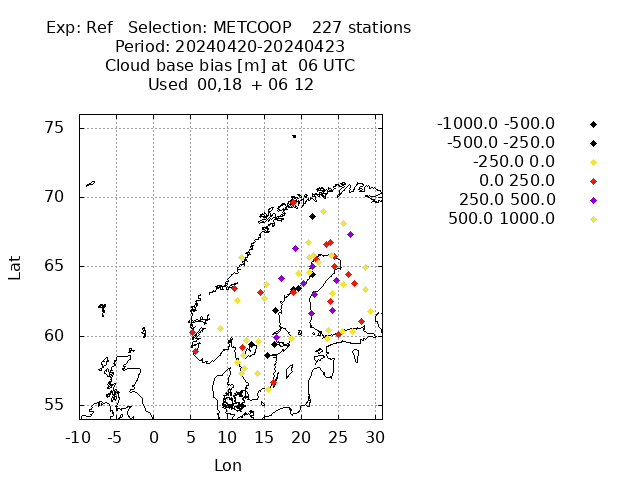 Exp: Ref   Selection: METCOOP    227 stations
Period: 20240420-20240423
Cloud base bias [m] at  06 UTC
Used  00,18  + 06 12
-1000.0 -500.0
-500.0 -250.0
-250.0 0.0
0.0 250.0
250.0 500.0
500.0 1000.0
75
70
65
60
55
Lat
-10 -5 0 5 10 15 20 25 30
Lon